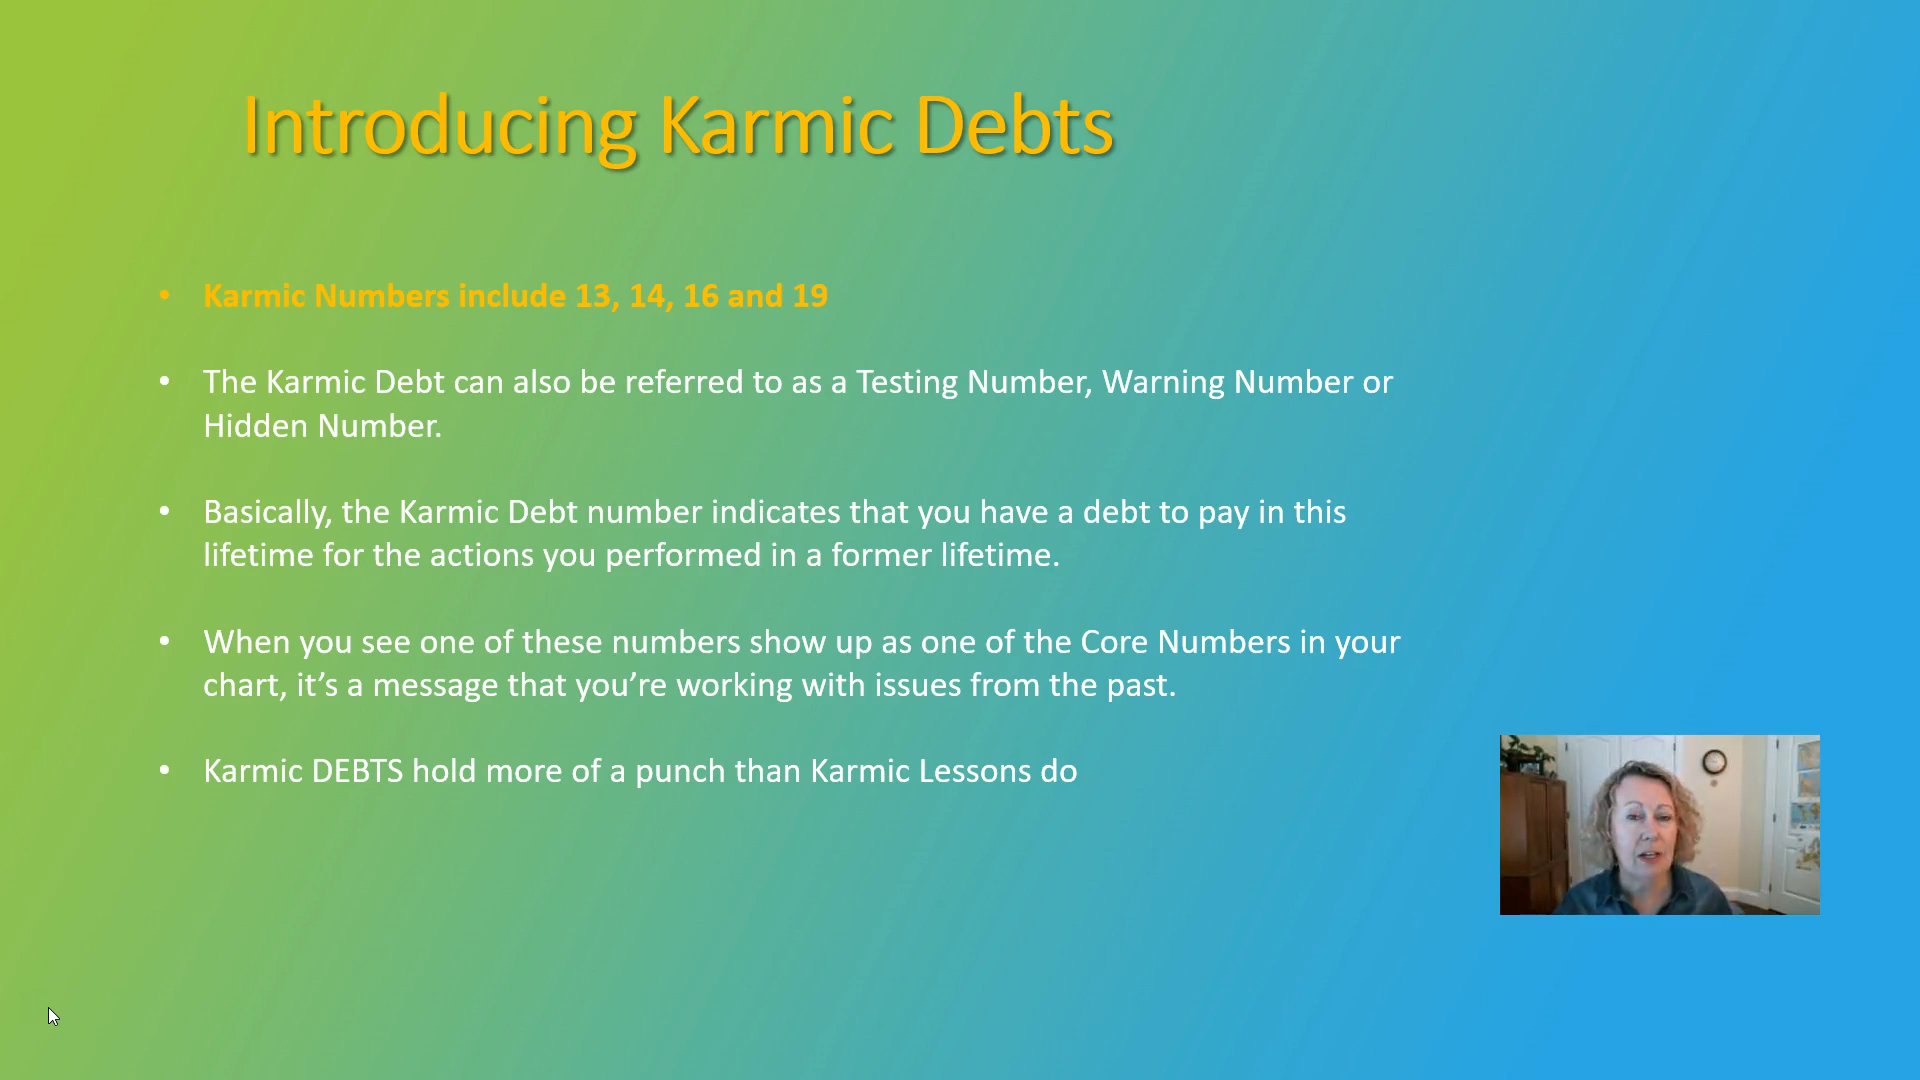 Introducing Karmic Debts
• Karmic Numbers include 13, 14, 16 and 19
• The Karmic Debt can also be referred to as a Testing Number, Warning Number or
Hidden Number.
• Basically, the Karmic Debt number indicates that you have a debt to pay in this
lifetime for the actions you performed in a former lifetime.
• When you see one of these numbers show up as one of the Core Numbers in your
chart, it’s a message that you’re working with issues from the past.
• Karmic DEBTS hold more of a punch than Karmic Lessons do